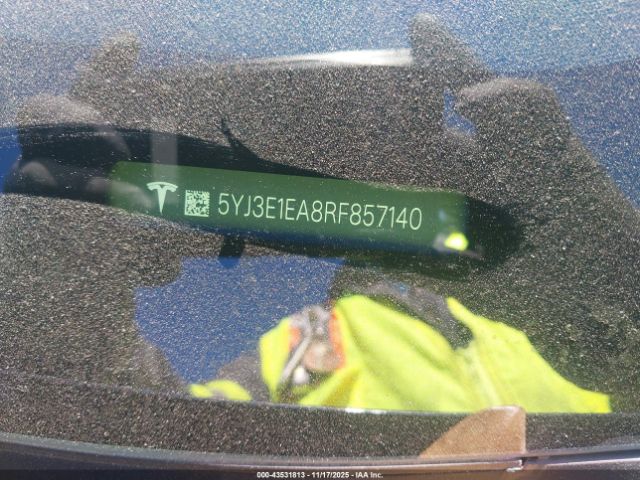 5YJ3E1EA8RF857140
000-43531813 — 11/17/2025 - IAA Inc.